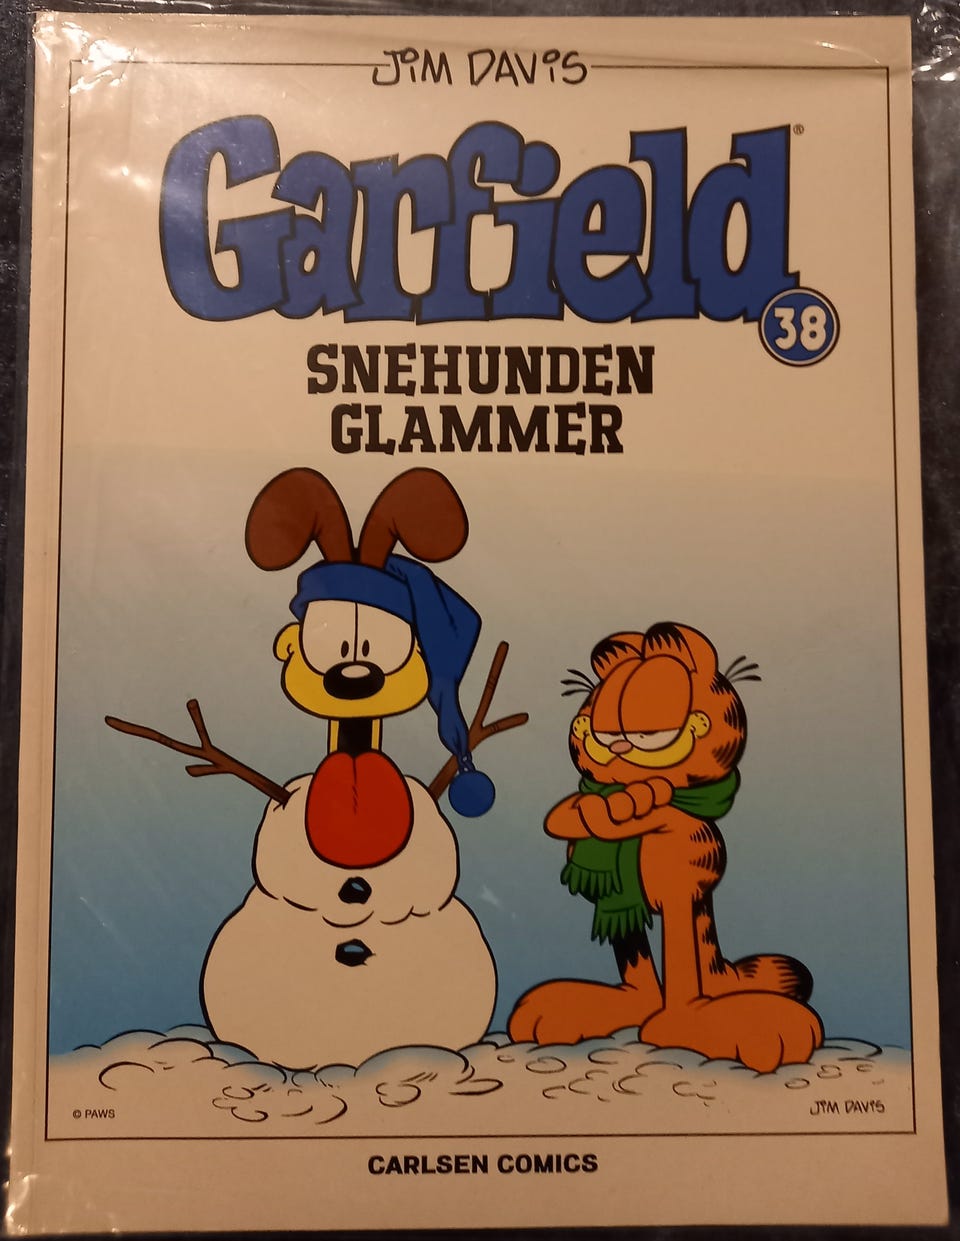 JiM DAViS
Garfield®
38
SNEHUNDEN
GLAMMER
© PAWS
JiM DAViS
CARLSEN COMICS